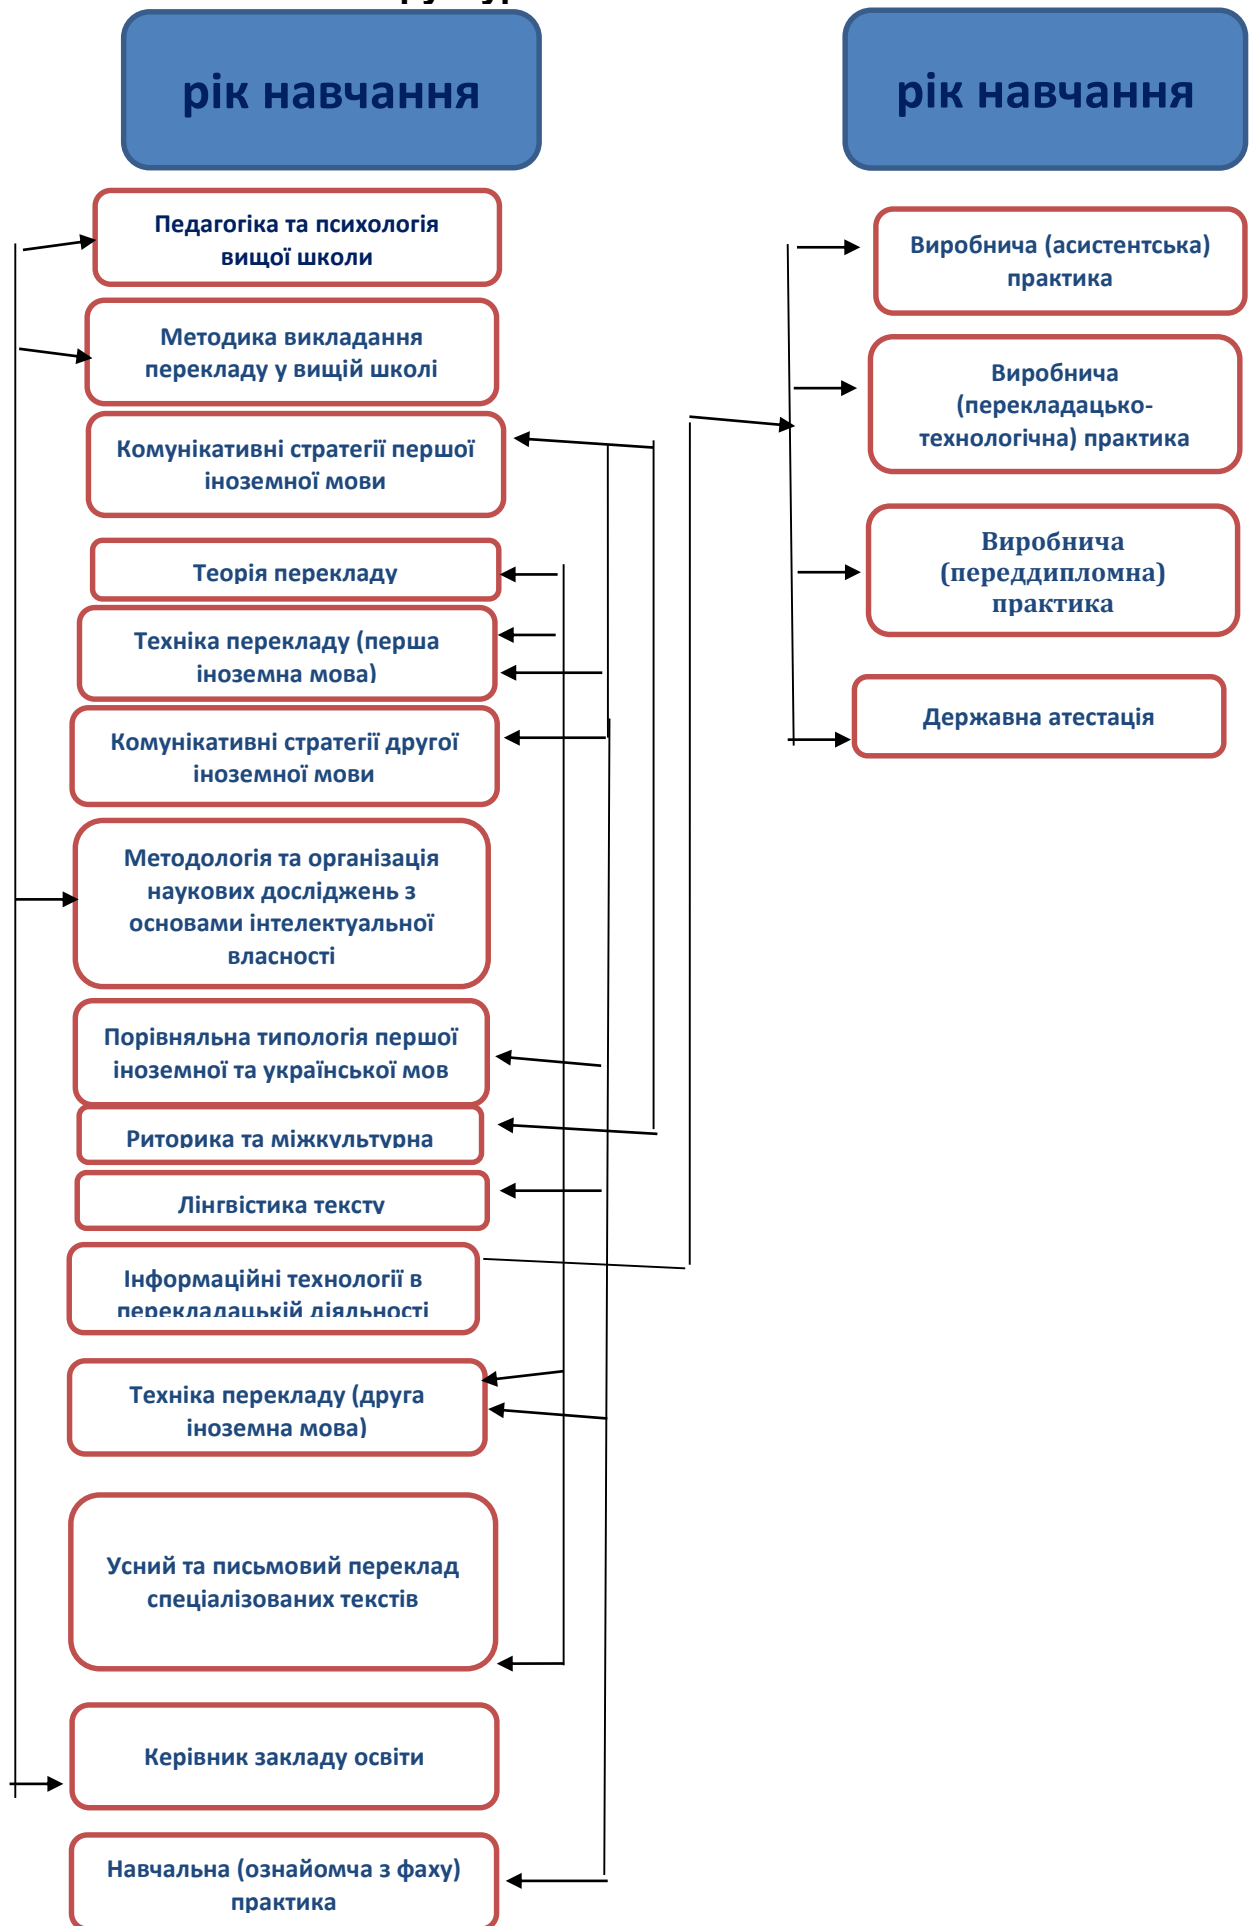 рік навчання
Педагогіка та психологія
вищої школи
Методика викладання
перекладу у вищій школі
Комунікативні стратегії першої
іноземної мови
Теорія перекладу
Техніка перекладу (перша
іноземна мова)
Комунікативні стратегії другої
іноземної мови
Методологія та організація
наукових досліджень з
основами інтелектуальної
власності
Порівняльна типологія першої
іноземної та української мов
Риторика та міжкультурна
Лінгвістика тексту
Інформаційні технології в
перекладацькій діяльності
Техніка перекладу (друга
іноземна мова)
Усний та письмовий переклад
спеціалізованих текстів
Керівник закладу освіти
Навчальна (ознайомча з фаху)
практика
рік навчання
Виробнича (асистентська)
практика
Виробнича
(перекладацько-
технологічна) практика
Виробнича
(переддипломна)
практика
Державна атестація